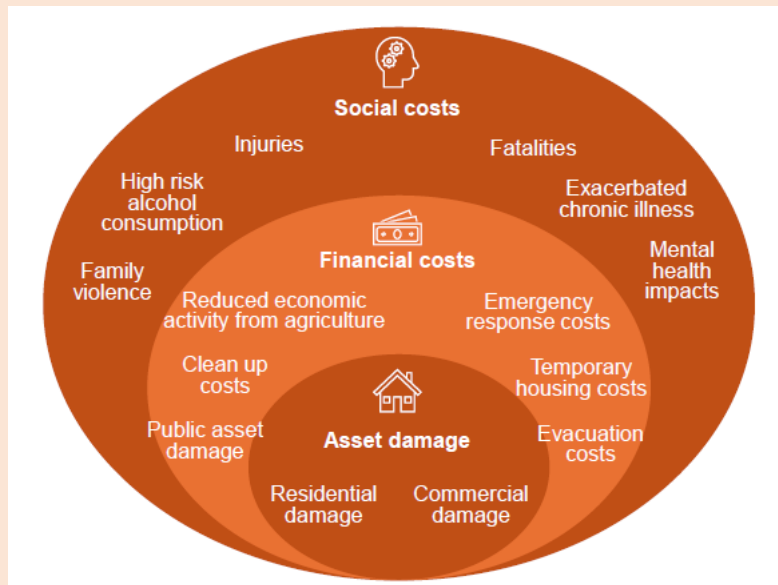 Social costs
Injuries
Fatalities
High risk
alcohol
consumption
Exacerbated
chronic illness
Family
violence
Mental
health
impacts
Financial costs
Reduced economic
activity from agriculture
Emergency
response costs
Clean up
costs
Temporary
housing costs
Public asset
damage
Evacuation
costs
Asset damage
Residential
damage
Commercial
damage